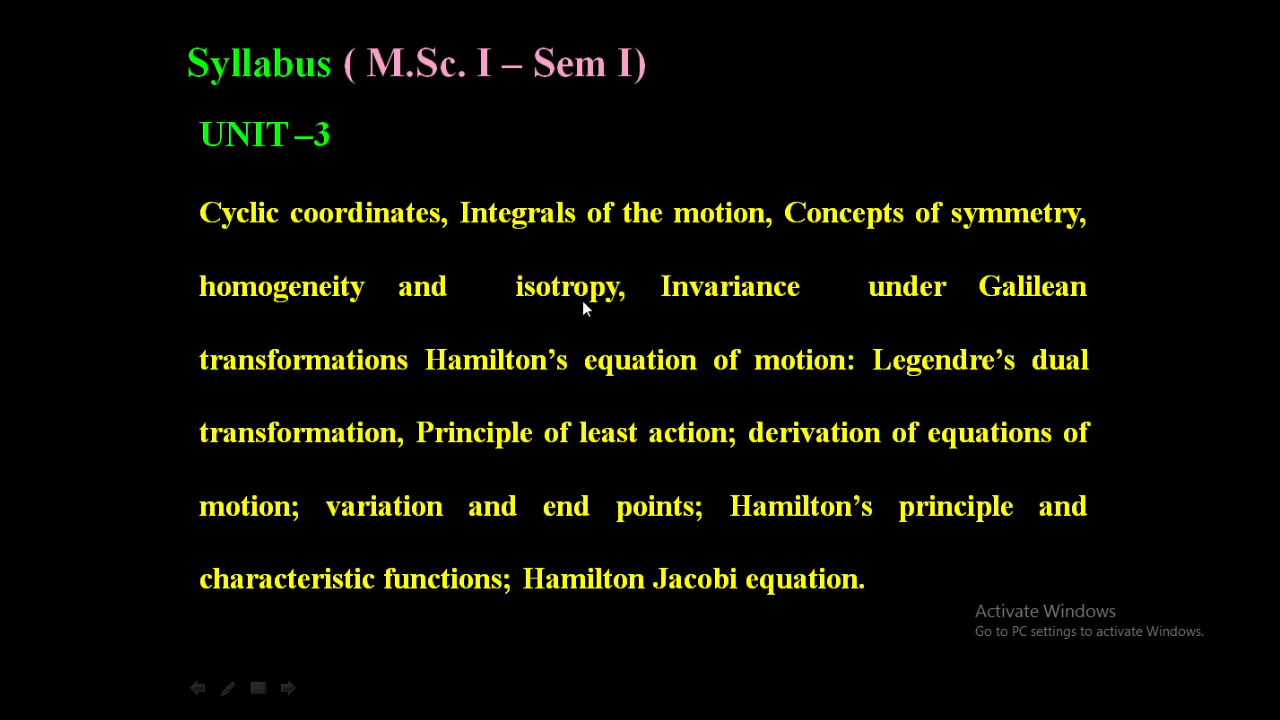 Syllabus ( M.Sc. I – Sem I)
UNIT –3
Cyclic coordinates, Integrals of the motion, Concepts of symmetry,
homogeneity and isotropy, Invariance under Galilean
transformations Hamilton’s equation of motion: Legendre’s dual
transformation, Principle of least action; derivation of equations of
motion; variation and end points; Hamilton’s principle and
characteristic functions; Hamilton Jacobi equation.
Activate Windows
Go to PC settings to activate Windows.